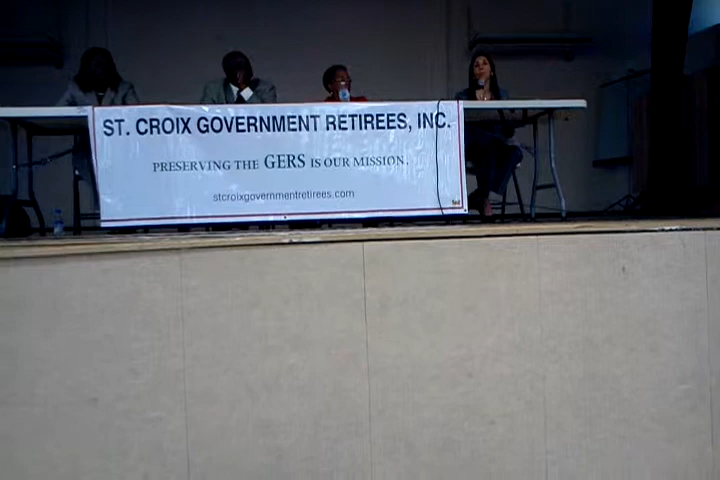 ST. CROIX GOVERNMENT RETIREES, INC.
PRESERVING THE GERS IS OUR MISSION.
stcroixgovernmentretirees.com